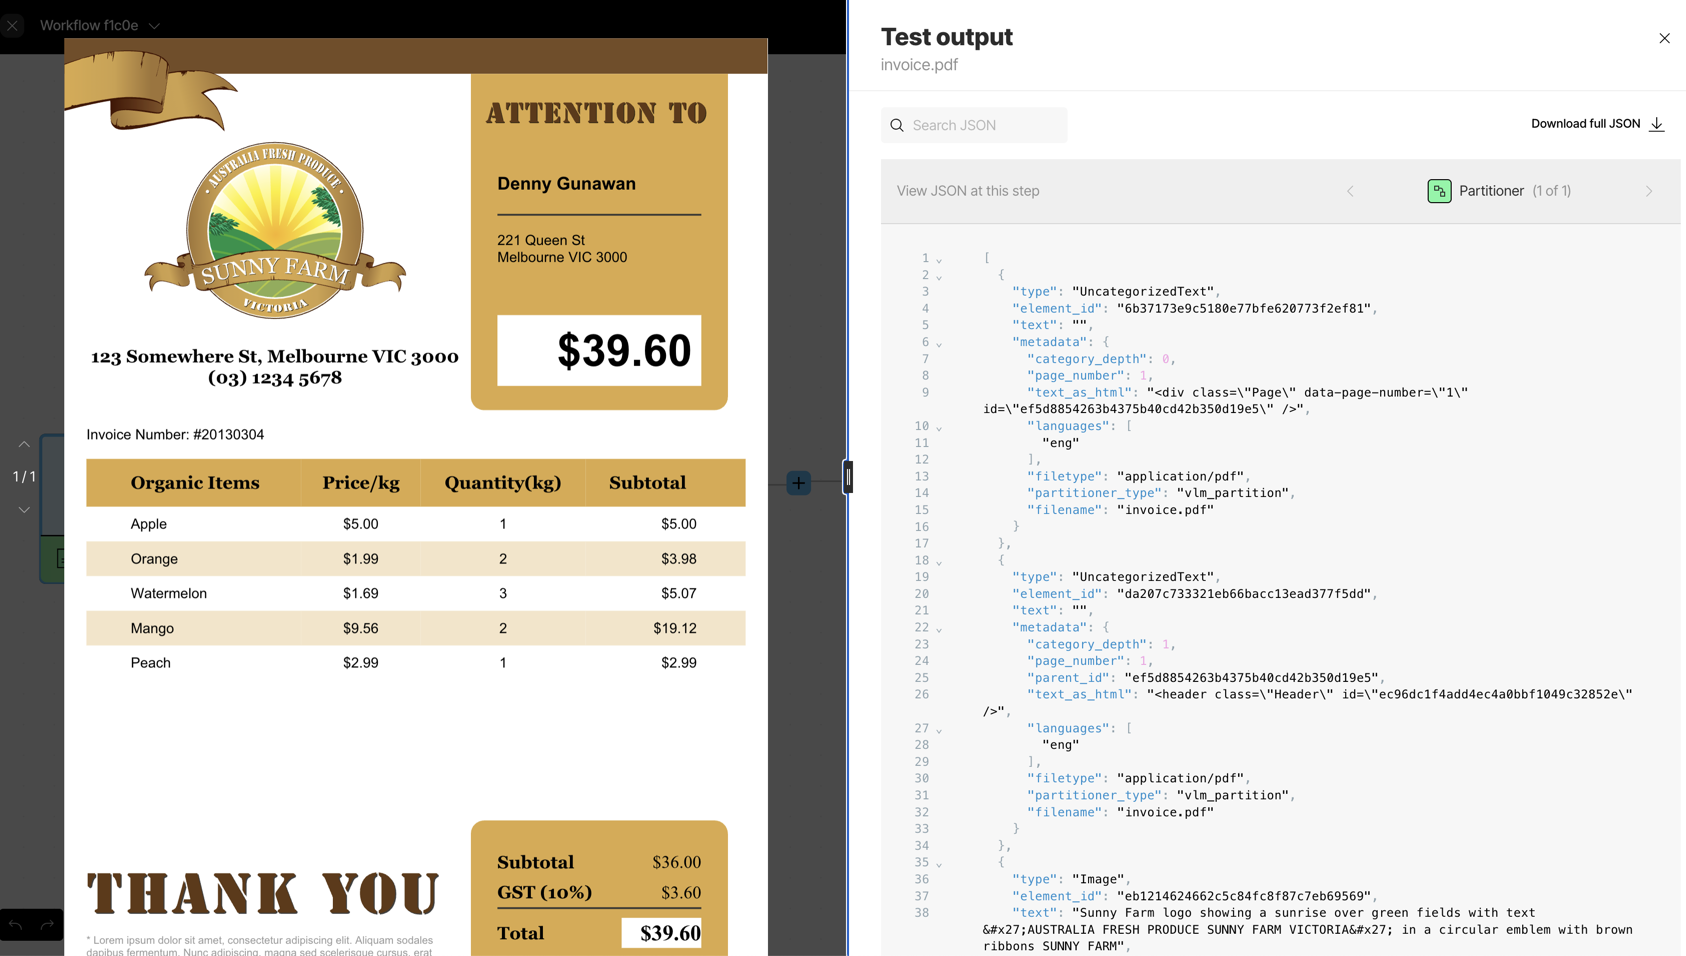 Workflow f1c0e
ATTENTION TO
Denny Gunawan
221 Queen St
Melbourne VIC 3000
$39.60
AUSTRALIA FRESH PRODUCE
SUNNY FARM
VICTORIA
123 Somewhere St, Melbourne VIC 3000
(03) 1234 5678
Invoice Number: #20130304
1/1
Organic Items Price/kg Quantity(kg) Subtotal
Apple $5.00 1 $5.00
Orange $1.99 2 $3.98
Watermelon $1.69 3 $5.07
Mango $9.56 2 $19.12
Peach $2.99 1 $2.99
Subtotal $36.00
GST (10%) $3.60
Total $39.60
THANK YOU
* Lorem ipsum dolor sit amet, consectetur adipiscing elit. Aliquam sodales
dapibus fermentum. Nunc adipiscing, magna sed scelerisque cursus, erat
Test output
invoice.pdf
Search JSON
Download full JSON
View JSON at this step
Partitioner (1 of 1)
1 [
2 {
3 "type": "UncategorizedText",
4 "element_id": "6b37173e9c5180e77bfe620773f2ef81",
5 "text": "",
6 "metadata": {
7 "category_depth": 0,
8 "page_number": 1,
9 "text_as_html": "<div class=\"Page\" data-page-number=\"1\"
id=\"ef5d8854263b4375b40cd42b350d19e5\" />",
10 "languages": [
11 "eng"
12 ],
13 "filetype": "application/pdf",
14 "partitioner_type": "vlm_partition",
15 "filename": "invoice.pdf"
16 }
17 },
18 {
19 "type": "UncategorizedText",
20 "element_id": "da207c733321eb66bacc13ead377f5dd",
21 "text": "",
22 "metadata": {
23 "category_depth": 1,
24 "page_number": 1,
25 "parent_id": "ef5d8854263b4375b40cd42b350d19e5",
26 "text_as_html": "<header class=\"Header\" id=\"ec96dc1f4add4ec4a0bbf1049c32852e\"
/>",
27 "languages": [
28 "eng"
29 ],
30 "filetype": "application/pdf",
31 "partitioner_type": "vlm_partition",
32 "filename": "invoice.pdf"
33 }
34 },
35 {
36 "type": "Image",
37 "element_id": "eb1214624662c5c84fc8f87c7eb69569",
38 "text": "Sunny Farm logo showing a sunrise over green fields with text
&#x27;AUSTRALIA FRESH PRODUCE SUNNY FARM VICTORIA&#x27; in a circular emblem with brown
ribbons SUNNY FARM",